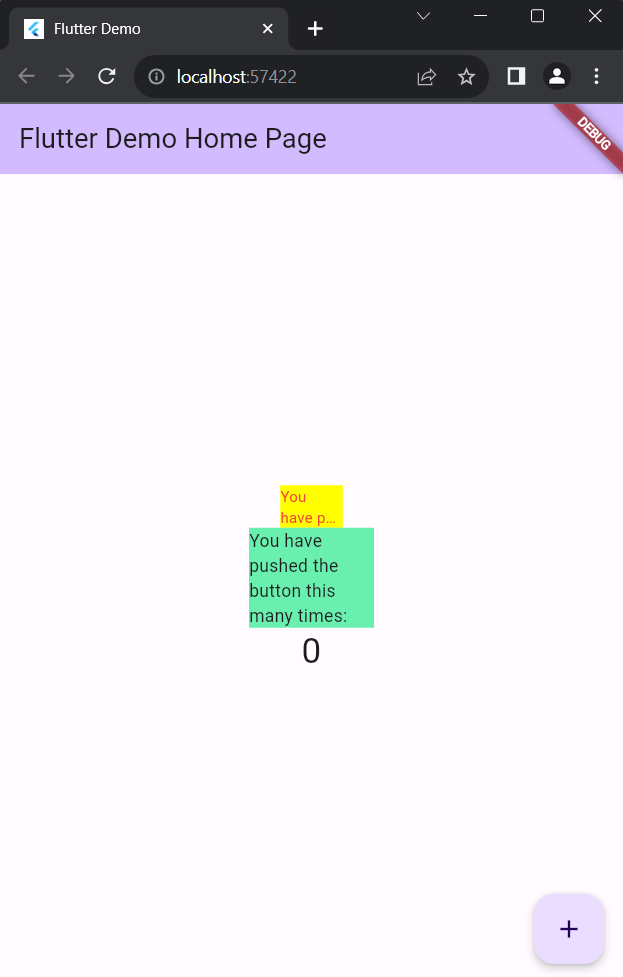 Flutter Demo
localhost:57422
Flutter Demo Home Page
DEBUG
You
have p...
You have
pushed the
button this
many times:
0